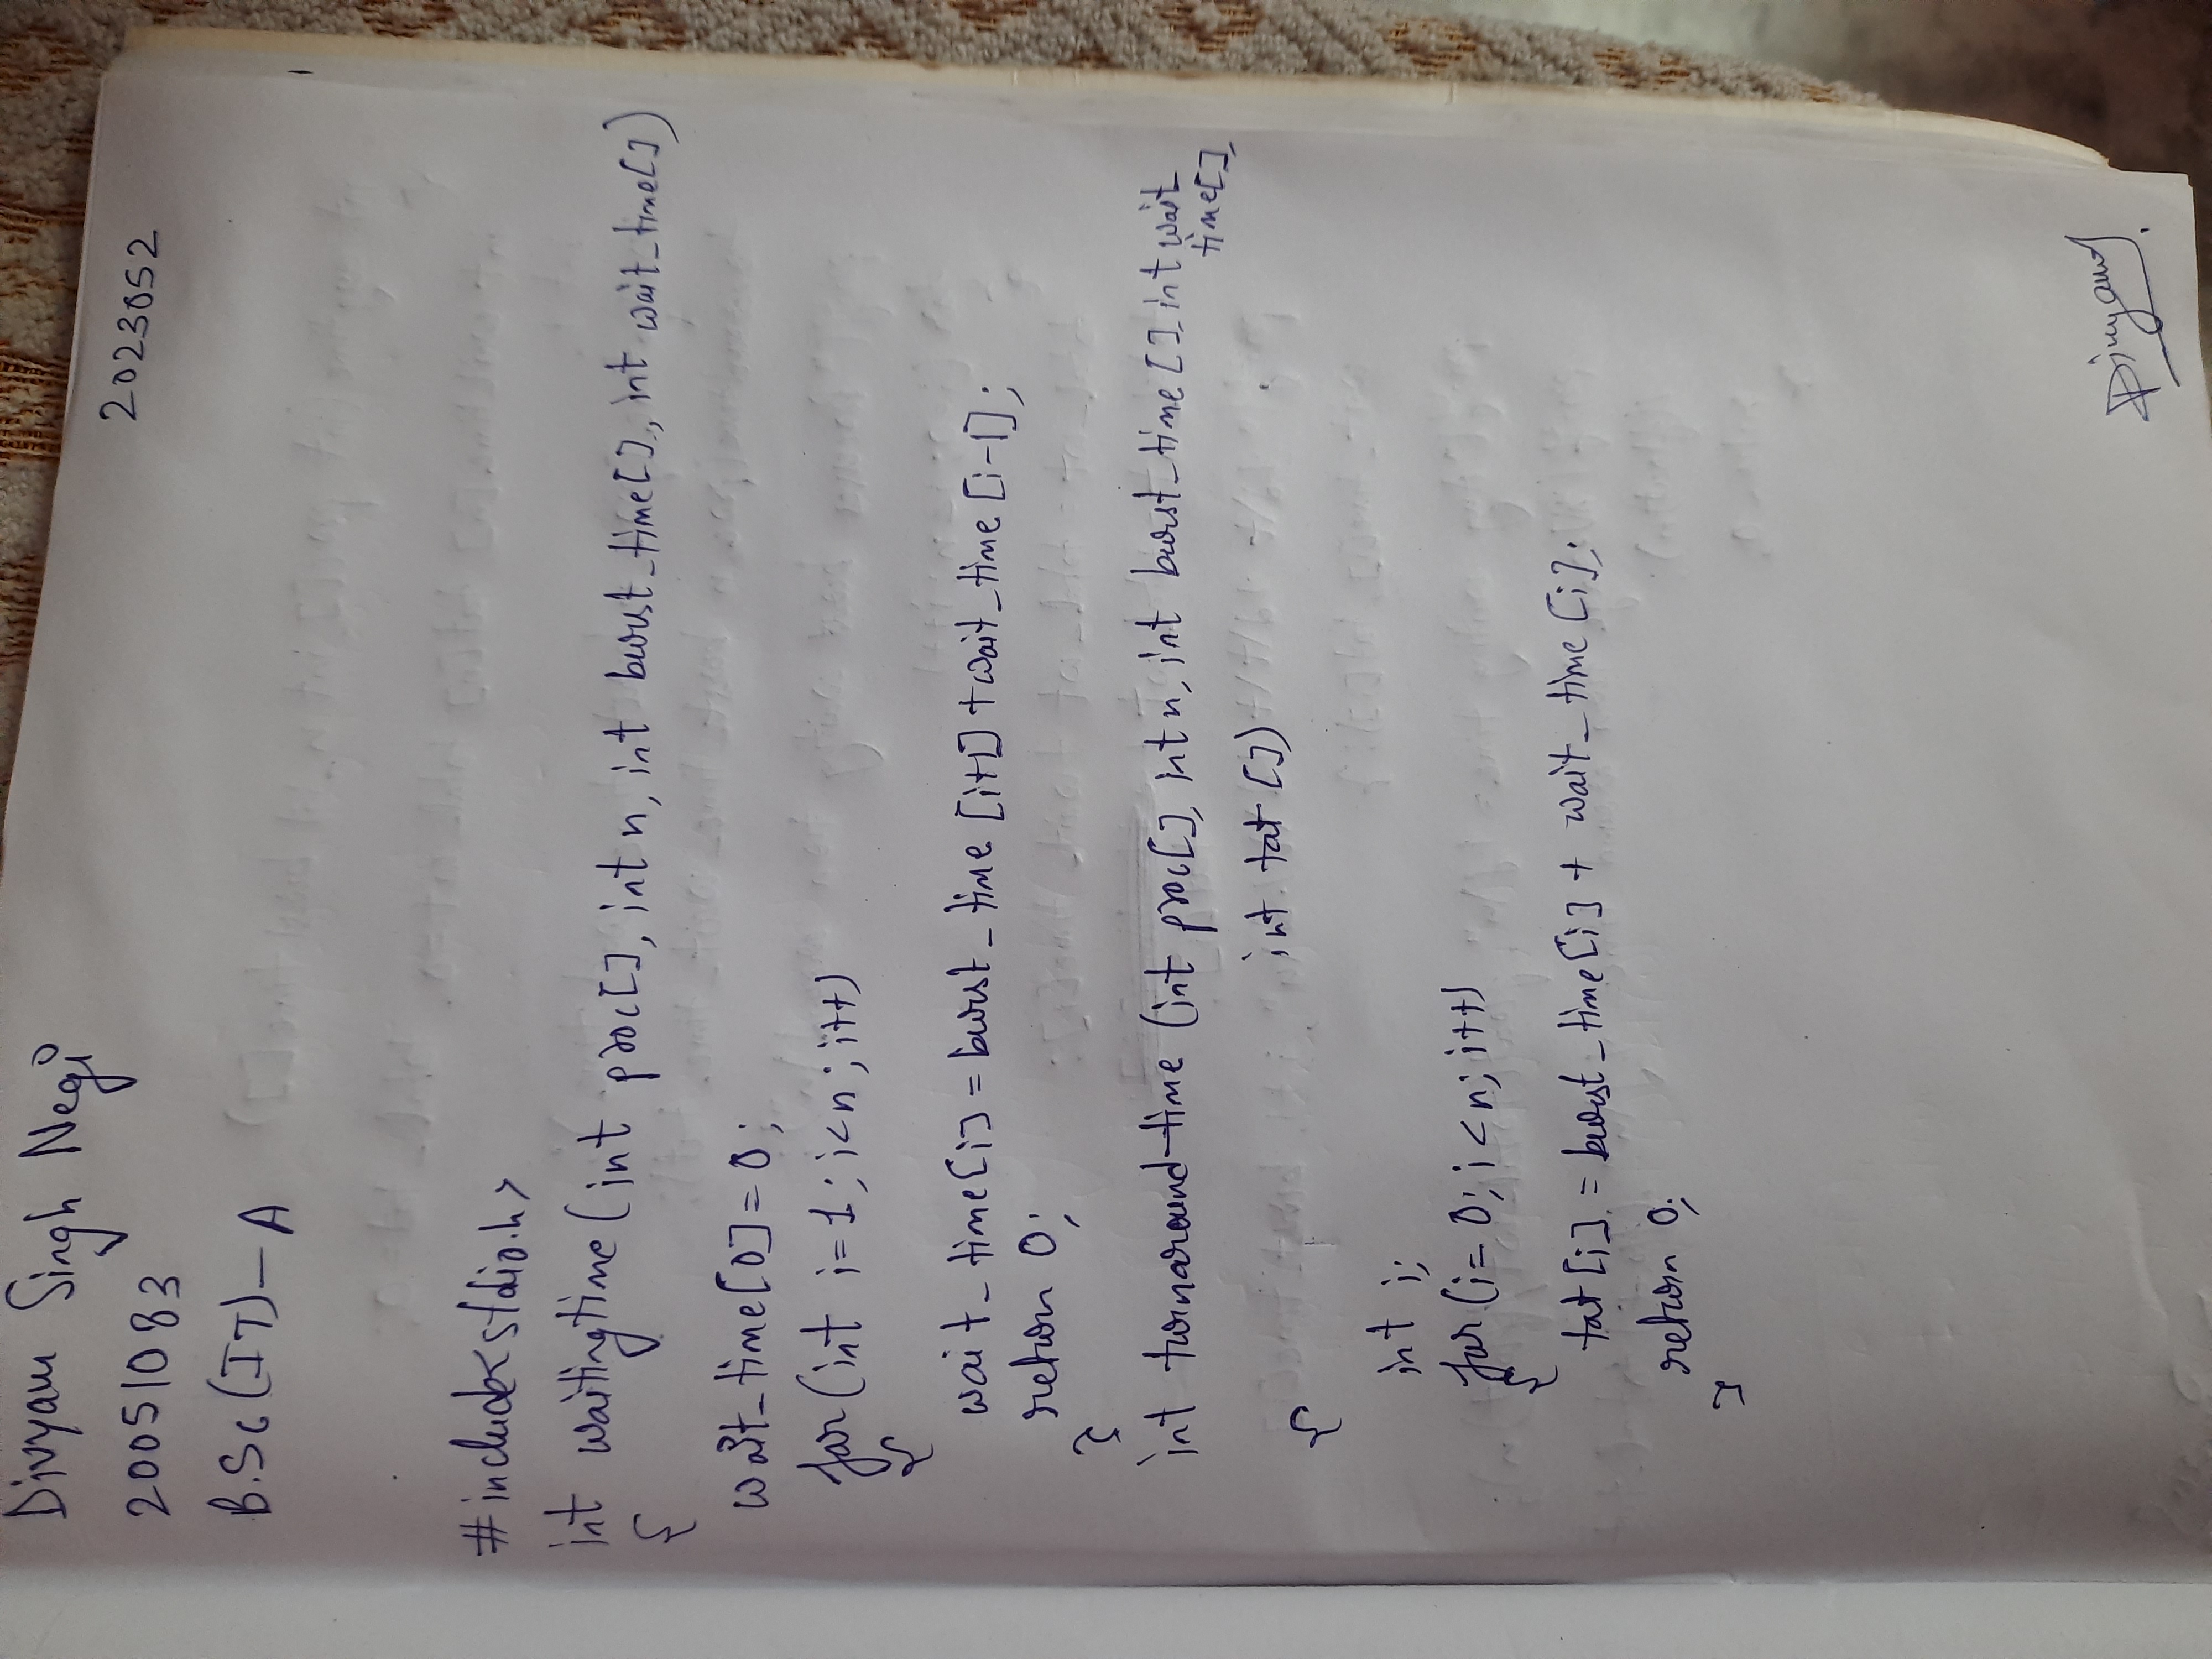 Divyam Singh Negi
2023052
20051083
B.Sc(IT)-A
#include<stdio.h>
int waitingtime(int proc[], int n, int burst_time[], int wait_time[])
{
wait_time[0]=0;
for(int i=1; i<n; i++)
{
wait_time[i]=burst_time[i+1]+wait_time[i-1];
return 0;
}
int turnaround-time (int proc[], int n, int burst_time[], int wait
time[],
int tat[])
{
int i;
for(i=0; i<n; i++)
{
tat[i]=burst_time[i]+wait_time[i];
return 0;
}
Divyam